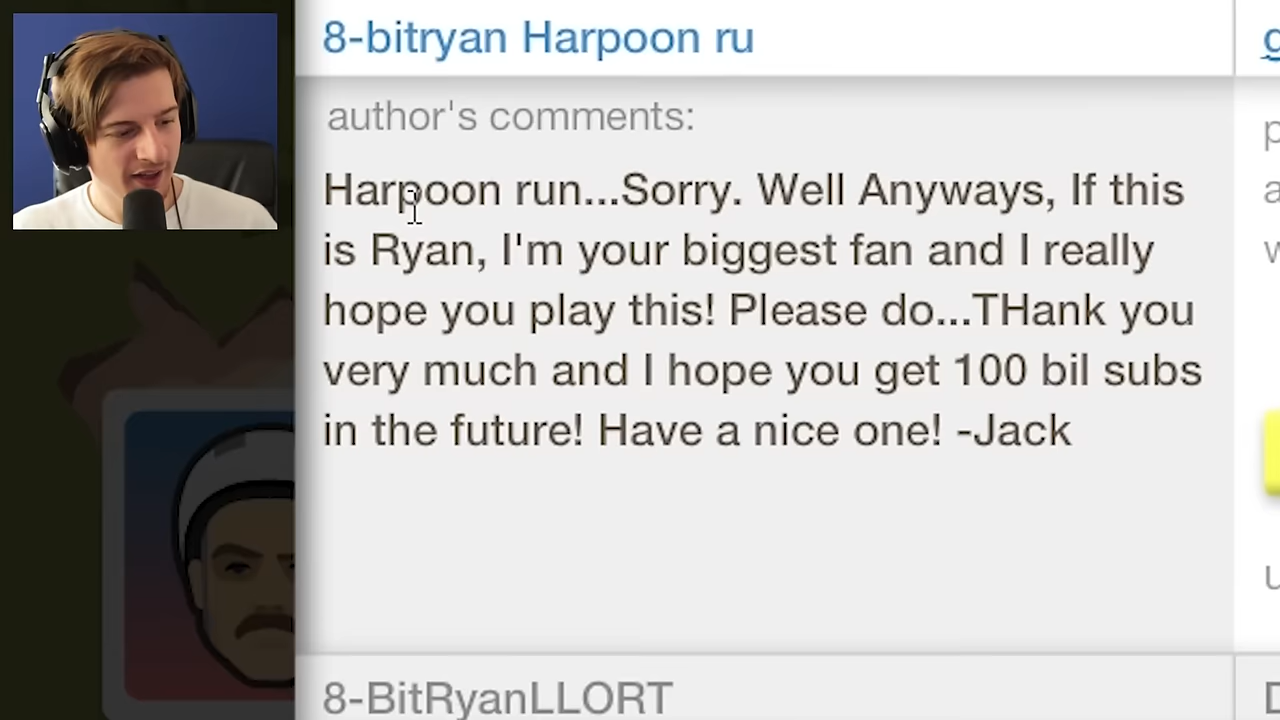 8-bitryan Harpoon ru
author's comments:
Harpoon run...Sorry. Well Anyways, If this
is Ryan, I'm your biggest fan and I really
hope you play this! Please do...THank you
very much and I hope you get 100 bil subs
in the future! Have a nice one! -Jack
8-BitRyanLLORT